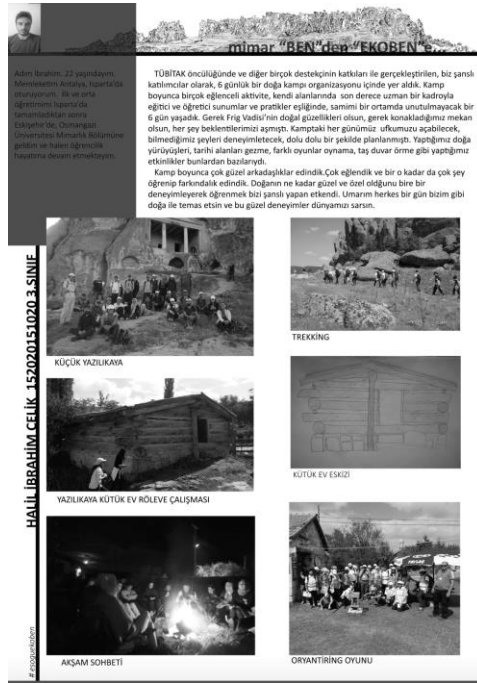 mimar "BEN"den "EKOBEN"e...
Adım İbrahim. 22 yaşındayım.
Memleketim Antalya, Isparta'da
oturuyorum. İlk ve orta
öğretimimi Isparta'da
tamamladıktan sonra
Eskişehir'de, Osmangazi
Üniversitesi Mimarlık Bölümüne
geldim ve halen öğrencilik
hayatıma devam etmekteyim.
TÜBİTAK öncülüğünde ve diğer birçok destekçinin katkıları ile gerçekleştirilen, biz şanslı
katılımcılar olarak, 6 günlük bir doğa kampı organizasyonu içinde yer aldık. Kamp
boyunca birçok eğlenceli aktivite, kendi alanlarında son derece uzman bir kadroyla
eğitici ve öğretici sunumlar ve pratikler eşliğinde, samimi bir ortamda unutulmayacak bir
6 gün yaşadık. Gerek Frig Vadisi'nin doğal güzellikleri olsun, gerek konakladığımız mekan
olsun, her şey beklentilerimizi aşmıştı. Kamptaki her günümüz ufkumuzu açabilecek,
bilmediğimiz şeyleri deneyimletecek, dolu dolu bir şekilde planlanmıştı. Yaptığımız doğa
yürüyüşleri, tarihi alanları gezme, farklı oyunlar oynama, taş duvar örme gibi yaptığımız
etkinlikler bunlardan bazılarıydı.
Kamp boyunca çok güzel arkadaşlıklar edindik.Çok eğlendik ve bir o kadar da çok şey
öğrenip farkındalık edindik. Doğanın ne kadar güzel ve özel olduğunu bire bir
deneyimleyerek öğrenmek bizi şanslı yapan etkendi. Umarım herkes bir gün bizim gibi
doğa ile temas etsin ve bu güzel deneyimler dünyamızı sarsın.
KÜÇÜK YAZILIKAYA
TREKKİNG
YAZILIKAYA KÜTÜK EV RÖLEVE ÇALIŞMASI
KÜTÜK EV ESKİZİ
AKŞAM SOHBETİ
ORYANTİRİNG OYUNU
HALİL İBRAHİM ÇELİK 152020151020 3.SINIF
#esoguekoben